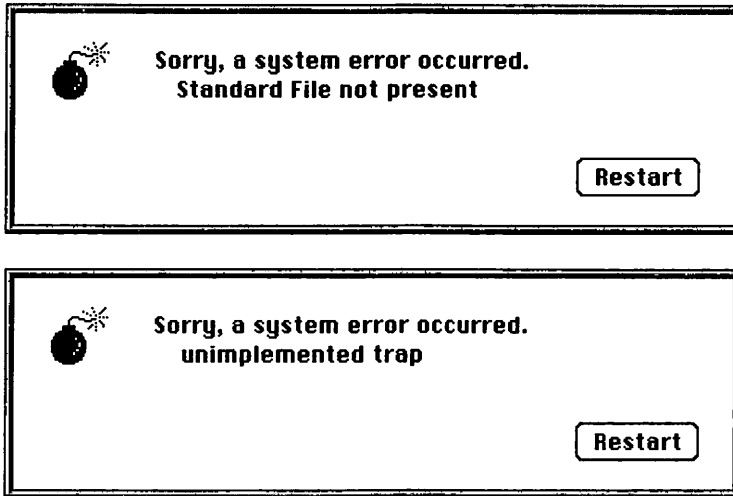 Sorry, a system error occurred.
Standard File not present
Restart
Sorry, a system error occurred.
unimplemented trap
Restart